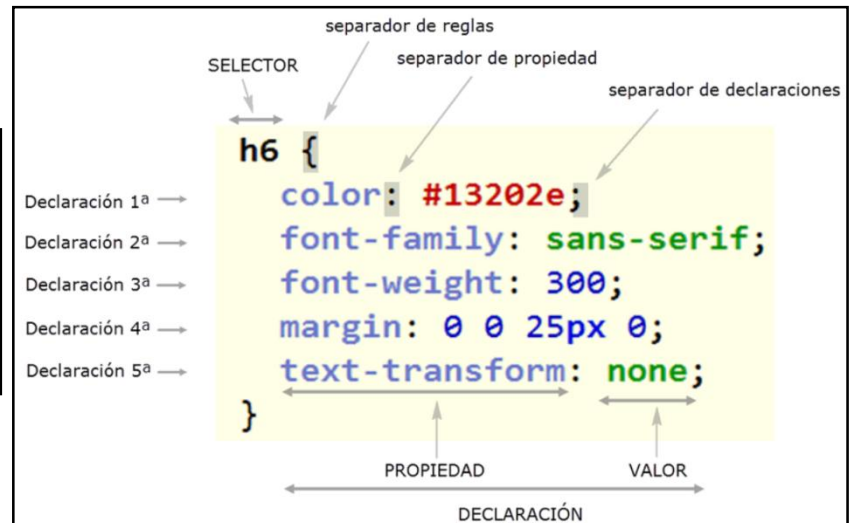 separador de reglas
SELECTOR
separador de propiedad
separador de declaraciones
h6 {
Declaración 1ª
color: #13202e;
Declaración 2ª
font-family: sans-serif;
Declaración 3ª
font-weight: 300;
Declaración 4ª
margin: 0 0 25px 0;
Declaración 5ª
text-transform: none;
}
PROPIEDAD
VALOR
DECLARACIÓN